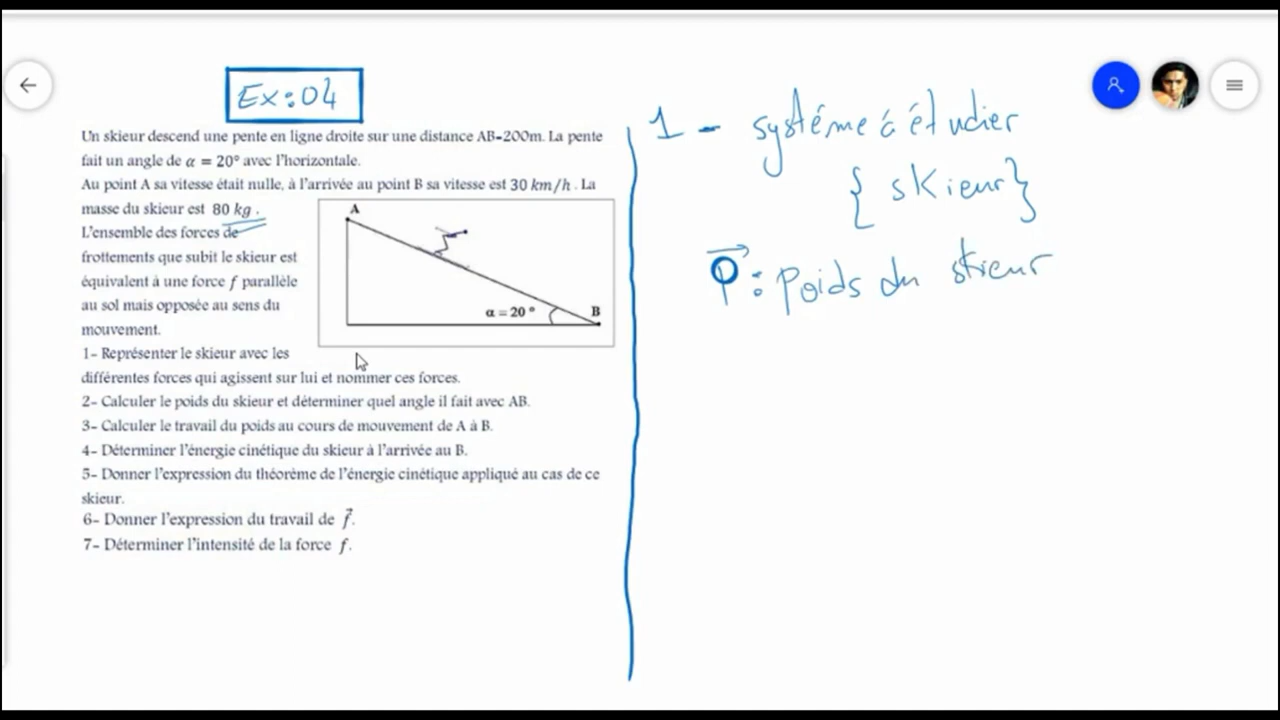 Ex:04
Un skieur descend une pente en ligne droite sur une distance AB=200m. La pente
fait un angle de α = 20° avec l'horizontale.
Au point A sa vitesse était nulle, à l'arrivée au point B sa vitesse est 30 km/h . La
masse du skieur est 80 kg .
L'ensemble des forces de
frottements que subit le skieur est
équivalent à une force f parallèle
au sol mais opposée au sens du
mouvement.
A
α = 20 °
B
1- Représenter le skieur avec les
différentes forces qui agissent sur lui et nommer ces forces.
2- Calculer le poids du skieur et déterminer quel angle il fait avec AB.
3- Calculer le travail du poids au cours de mouvement de A à B.
4- Déterminer l'énergie cinétique du skieur à l'arrivée au B.
5- Donner l'expression du théorème de l'énergie cinétique appliqué au cas de ce
skieur.
6- Donner l'expression du travail de f⃗.
7- Déterminer l'intensité de la force f.
1 - systéme à étudier
{ skieur }
P⃗ : poids du skieur